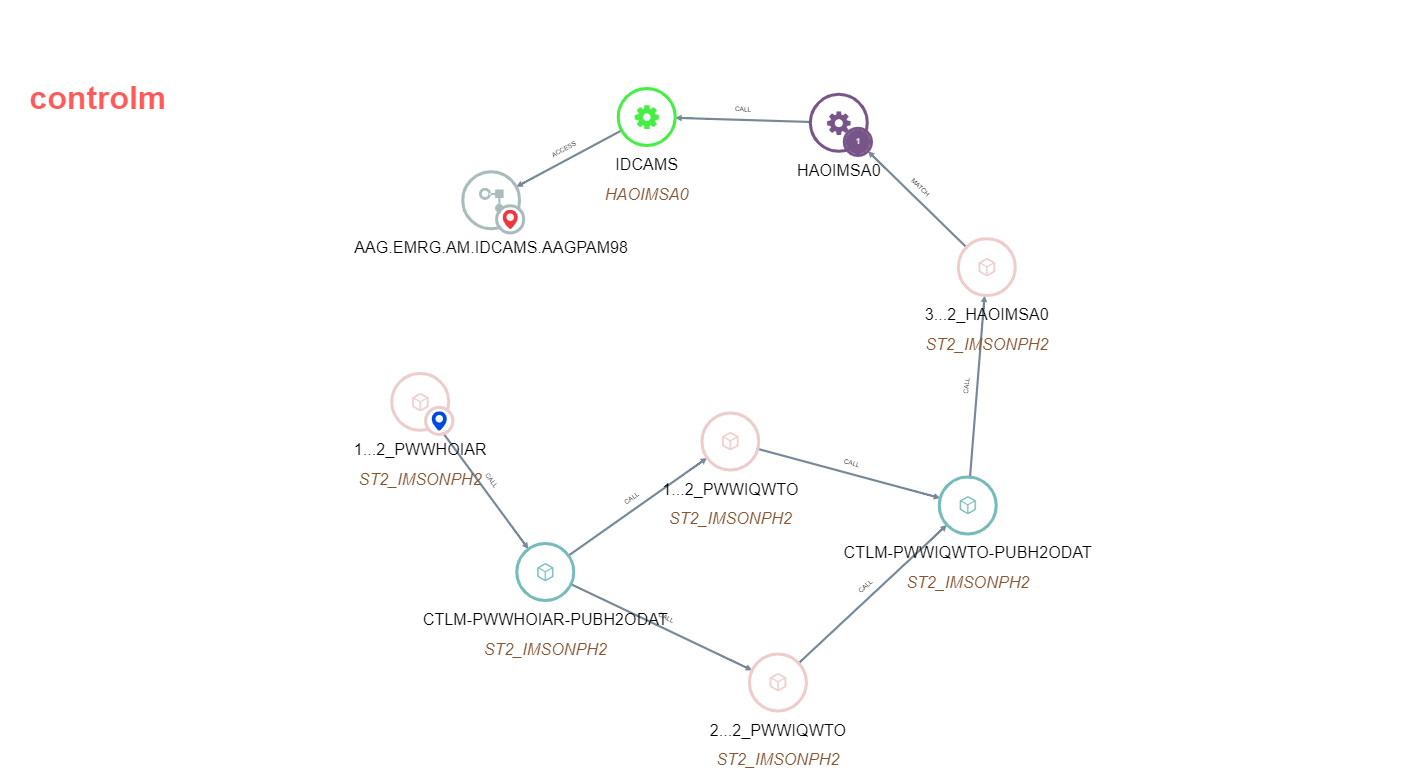 controlm
CALL
IDCAMS
HAOIMSA0
HAOIMSA0
1
ACCESS
AAG.EMRG.AM.IDCAMS.AAGPAM98
MATCH
3...2_HAOIMSA0
ST2_IMSONPH2
CALL
1...2_PWWHOIAR
ST2_IMSONPH2
CALL
CALL
1...2_PWWIQWTO
ST2_IMSONPH2
CALL
CTLM-PWWIQWTO-PUBH2ODAT
ST2_IMSONPH2
CALL
CTLM-PWWHOIAR-PUBH2ODAT
ST2_IMSONPH2
CALL
2...2_PWWIQWTO
ST2_IMSONPH2